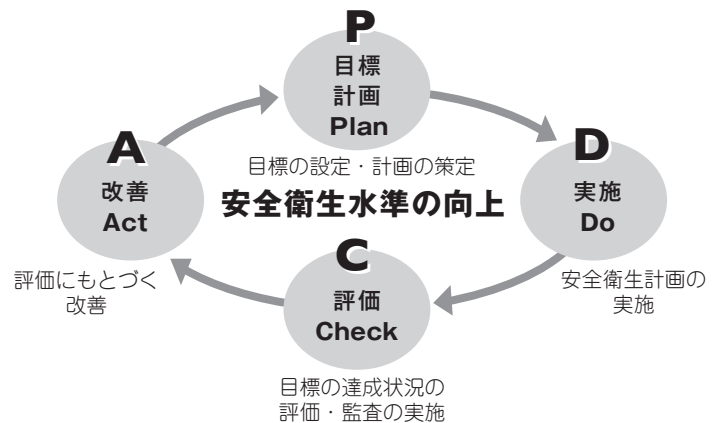 P
目標
計画
Plan
目標の設定・計画の策定
A
改善
Act
評価にもとづく
改善
安全衛生水準の向上
D
実施
Do
安全衛生計画の
実施
C
評価
Check
目標の達成状況の
評価・監査の実施